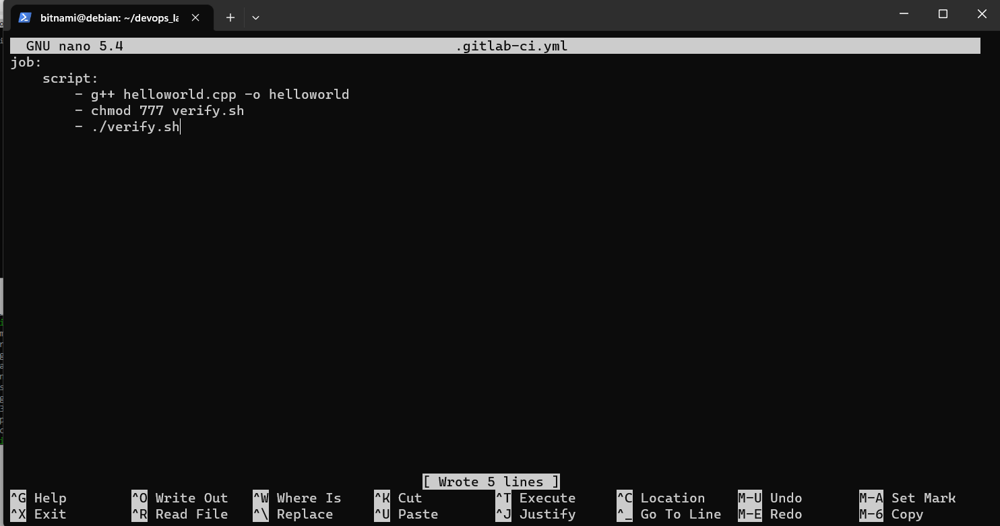 bitnami@debian: ~/devops_la
GNU nano 5.4 .gitlab-ci.yml
job:
    script:
        - g++ helloworld.cpp -o helloworld
        - chmod 777 verify.sh
        - ./verify.sh
[ Wrote 5 lines ]
^G Help ^O Write Out ^W Where Is ^K Cut ^T Execute ^C Location M-U Undo M-A Set Mark
^X Exit ^R Read File ^\ Replace ^U Paste ^J Justify ^_ Go To Line M-E Redo M-6 Copy